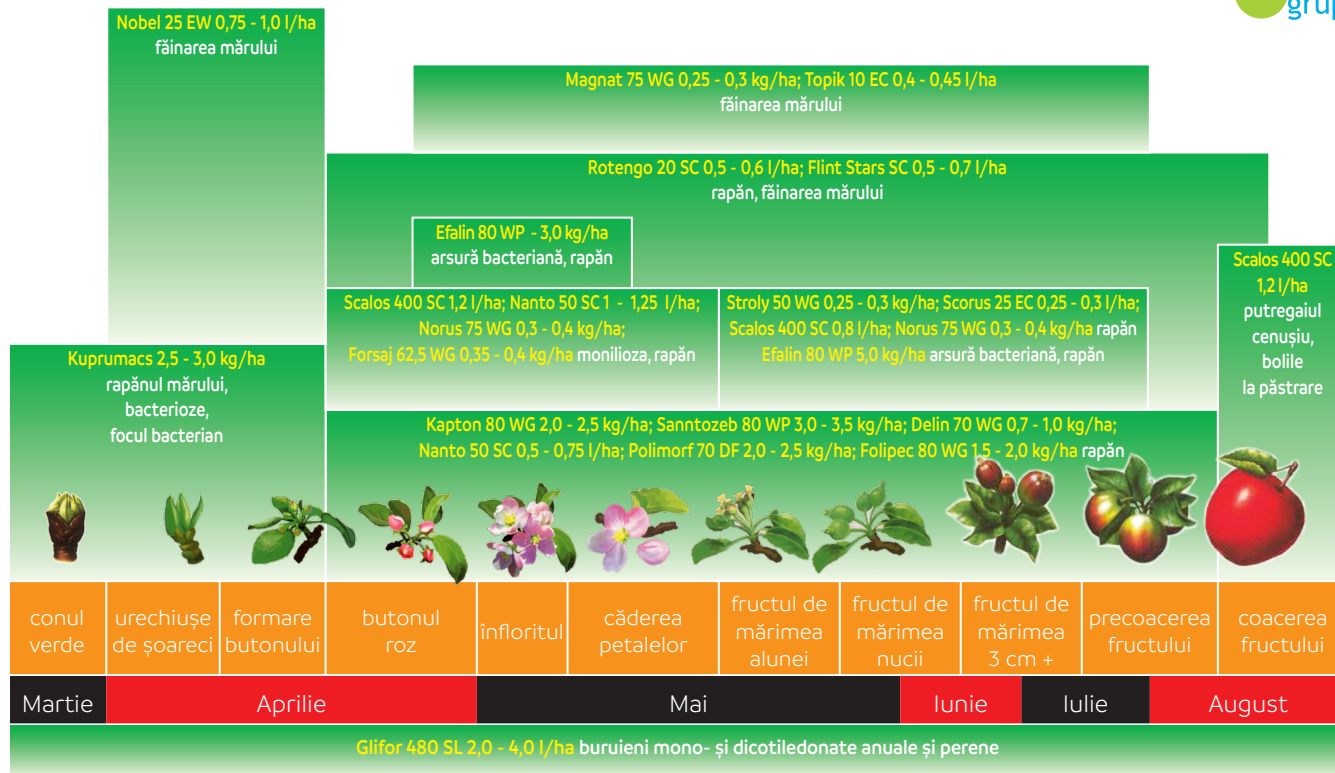 grup
Nobel 25 EW 0,75 - 1,0 l/ha
făinarea mărului
Magnat 75 WG 0,25 - 0,3 kg/ha; Topik 10 EC 0,4 - 0,45 l/ha
făinarea mărului
Rotengo 20 SC 0,5 - 0,6 l/ha; Flint Stars SC 0,5 - 0,7 l/ha
rapăn, făinarea mărului
Efalin 80 WP - 3,0 kg/ha
arsură bacteriană, rapăn
Scalos 400 SC 1,2 l/ha; Nanto 50 SC 1 - 1,25 l/ha;
Norus 75 WG 0,3 - 0,4 kg/ha;
Forsaj 62,5 WG 0,35 - 0,4 kg/ha monilioza, rapăn
Stroly 50 WG 0,25 - 0,3 kg/ha; Scorus 25 EC 0,25 - 0,3 l/ha;
Scalos 400 SC 0,8 l/ha; Norus 75 WG 0,3 - 0,4 kg/ha rapăn
Efalin 80 WP 5,0 kg/ha arsură bacteriană, rapăn
Scalos 400 SC
1,2 l/ha
putregaiul
cenușiu,
bolile
la păstrare
Kuprumacs 2,5 - 3,0 kg/ha
rapănul mărului,
bacterioze,
focul bacterian
Kapton 80 WG 2,0 - 2,5 kg/ha; Sanntozeb 80 WP 3,0 - 3,5 kg/ha; Delin 70 WG 0,7 - 1,0 kg/ha;
Nanto 50 SC 0,5 - 0,75 l/ha; Polimorf 70 DF 2,0 - 2,5 kg/ha; Folipec 80 WG 1,5 - 2,0 kg/ha rapăn
conul
verde
urechiușe
de șoareci
formare
butonului
butonul
roz
înfloritul
căderea
petalelor
fructul de
mărimea
alunei
fructul de
mărimea
nucii
fructul de
mărimea
3 cm +
precoacerea
fructului
coacerea
fructului
Martie Aprilie Mai Iunie Iulie August
Glifor 480 SL 2,0 - 4,0 l/ha buruieni mono- și dicotiledonate anuale și perene